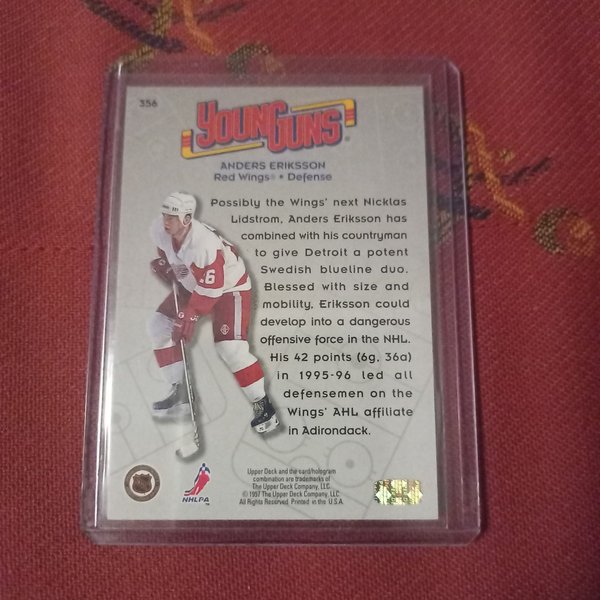 356
YOUNG GUNS®
ANDERS ERIKSSON
Red Wings® • Defense
Possibly the Wings' next Nicklas
Lidstrom, Anders Eriksson has
combined with his countryman
to give Detroit a potent
Swedish blueline duo.
Blessed with size and
mobility, Eriksson could
develop into a dangerous
offensive force in the NHL.
His 42 points (6g, 36a)
in 1995-96 led all
defensemen on the
Wings' AHL affiliate
in Adirondack.
Upper Deck and the card/hologram
combination are trademarks of
The Upper Deck Company, LLC.
© 1997 The Upper Deck Company, LLC.
All Rights Reserved. Printed in the U.S.A.
NHLPA